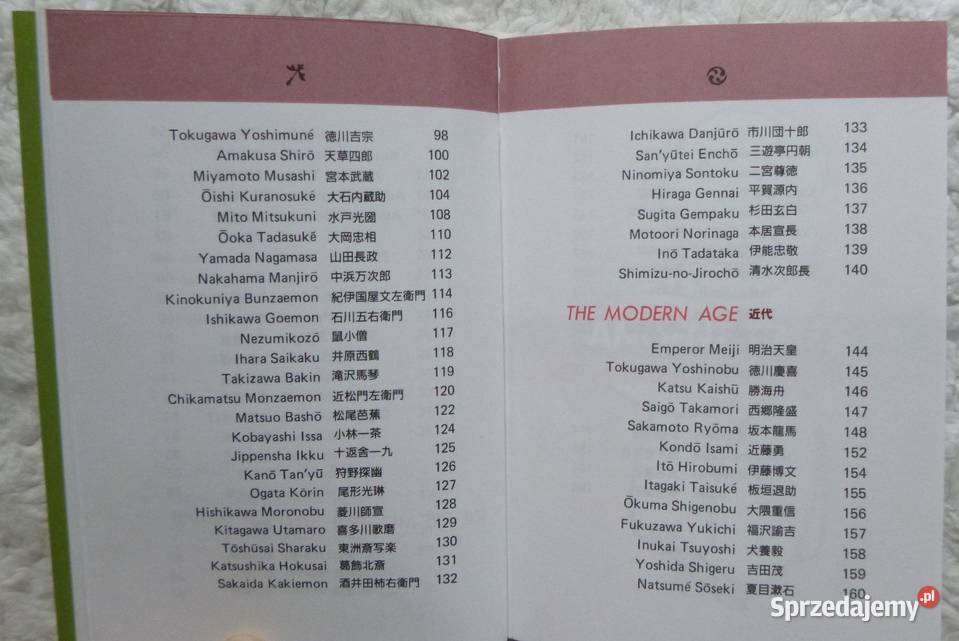 Tokugawa Yoshimuné 徳川吉宗 98
Amakusa Shirō 天草四郎 100
Miyamoto Musashi 宮本武蔵 102
Ōishi Kuranosuké 大石内蔵助 104
Mito Mitsukuni 水戸光圀 108
Ōoka Tadasuké 大岡忠相 110
Yamada Nagamasa 山田長政 112
Nakahama Manjirō 中浜万次郎 113
Kinokuniya Bunzaemon 紀伊国屋文左衛門 114
Ishikawa Goemon 石川五右衛門 116
Nezumikozō 鼠小僧 117
Ihara Saikaku 井原西鶴 118
Takizawa Bakin 滝沢馬琴 119
Chikamatsu Monzaemon 近松門左衛門 120
Matsuo Bashō 松尾芭蕉 122
Kobayashi Issa 小林一茶 124
Jippensha Ikku 十返舎一九 125
Kanō Tan'yū 狩野探幽 126
Ogata Kōrin 尾形光琳 127
Hishikawa Moronobu 菱川師宣 128
Kitagawa Utamaro 喜多川歌磨 129
Tōshūsai Sharaku 東洲斎写楽 130
Katsushika Hokusai 葛飾北斎 131
Sakaida Kakiemon 酒井田柿右衛門 132
Ichikawa Danjūrō 市川団十郎 133
San'yūtei Enchō 三遊亭円朝 134
Ninomiya Sontoku 二宮尊徳 135
Hiraga Gennai 平賀源内 136
Sugita Gempaku 杉田玄白 137
Motoori Norinaga 本居宣長 138
Inō Tadataka 伊能忠敬 139
Shimizu-no-Jirochō 清水次郎長 140
THE MODERN AGE 近代
Emperor Meiji 明治天皇 144
Tokugawa Yoshinobu 徳川慶喜 145
Katsu Kaishū 勝海舟 146
Saigō Takamori 西郷隆盛 147
Sakamoto Ryōma 坂本龍馬 148
Kondō Isami 近藤勇 152
Itō Hirobumi 伊藤博文 154
Itagaki Taisuké 板垣退助 155
Ōkuma Shigenobu 大隈重信 156
Fukuzawa Yukichi 福沢諭吉 157
Inukai Tsuyoshi 犬養毅 158
Yoshida Shigeru 吉田茂 159
Natsumé Sōseki 夏目漱石 160
Sprzedajemy.pl